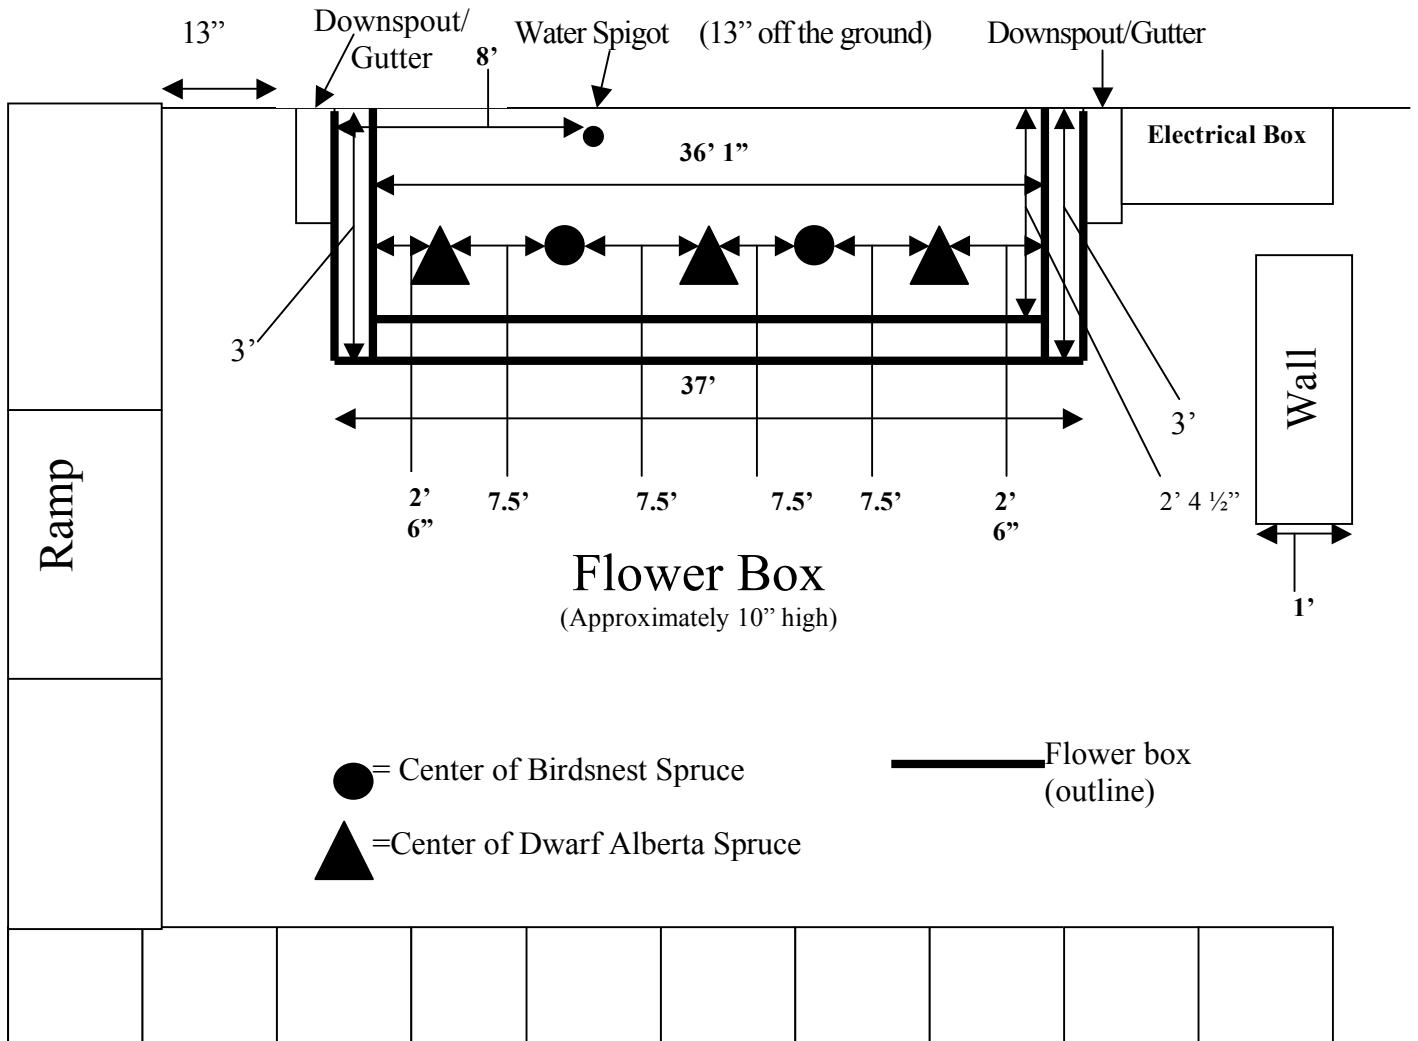 13”
Downspout/
Gutter
8’
Water Spigot (13” off the ground)
Downspout/Gutter
Electrical Box
36’ 1”
3’
37’
3’
Wall
Ramp
2’
6”
7.5’
7.5’
7.5’
7.5’
2’
6”
2’ 4 ½”
1’
Flower Box
(Approximately 10” high)
= Center of Birdsnest Spruce
Flower box
(outline)
=Center of Dwarf Alberta Spruce